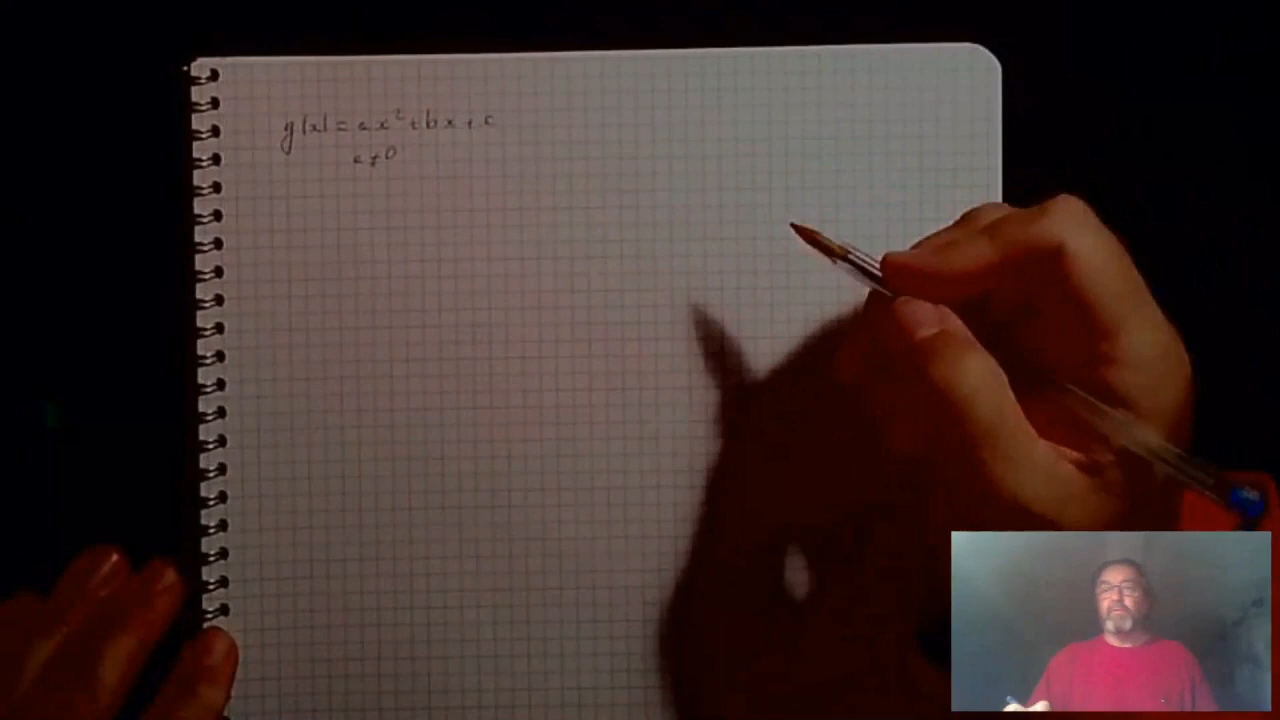 y(x) = ax² + bx + c
a ≠ 0